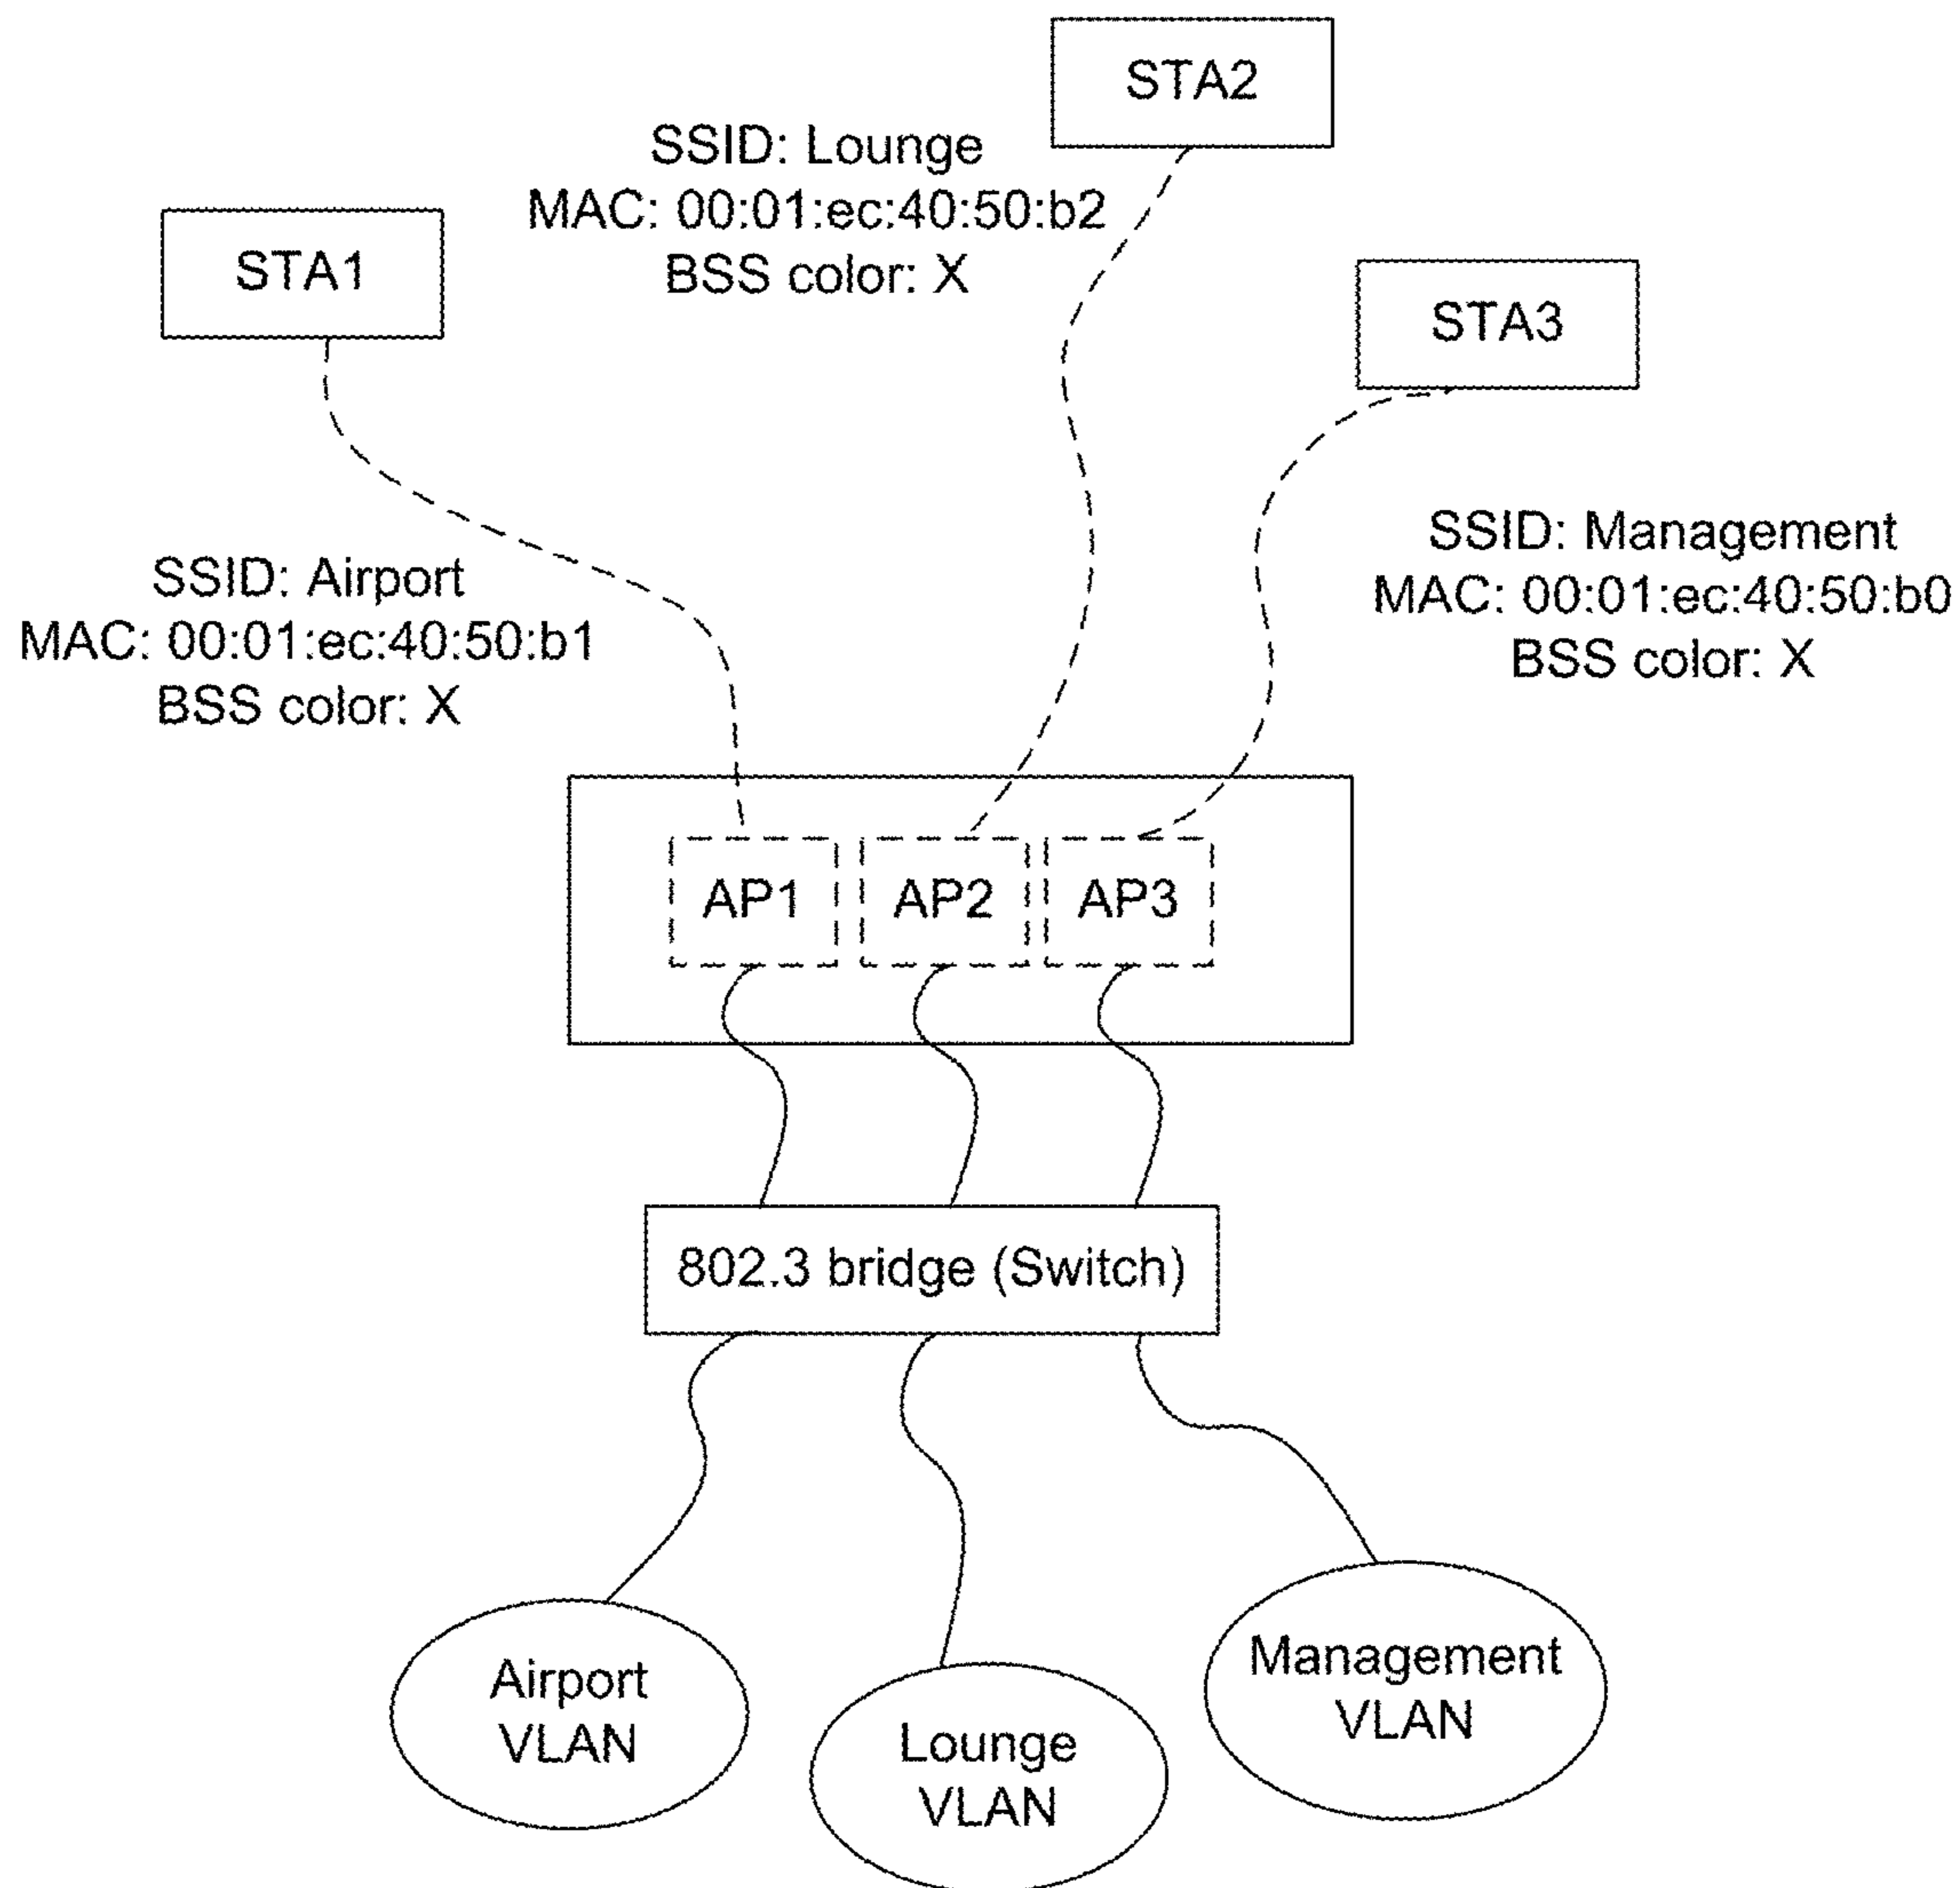 STA2
SSID: Lounge
MAC: 00:01:ec:40:50:b2
BSS color: X
STA1
STA3
SSID: Management
MAC: 00:01:ec:40:50:b0
BSS color: X
SSID: Airport
MAC: 00:01:ec:40:50:b1
BSS color: X
AP1
AP2
AP3
802.3 bridge (Switch)
Airport
VLAN
Lounge
VLAN
Management
VLAN